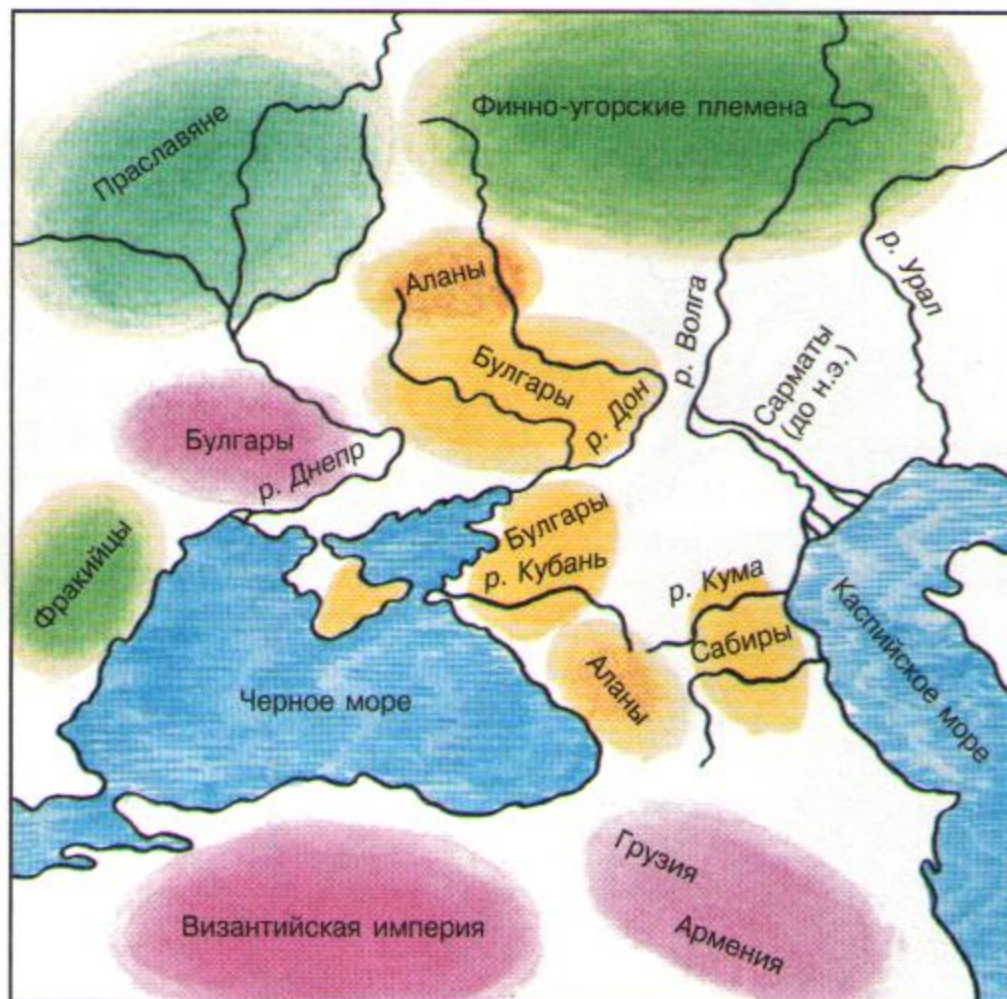 Финно-угорские племена
Праславяне
Аланы
р. Урал
р. Волга
Сарматы
(до н.э.)
Булгары
р. Дон
Булгары
р. Днепр
Фракийцы
Булгары
р. Кубань
р. Кума
Сабиры
Аланы
Каспийское море
Черное море
Грузия
Армения
Византийская империя